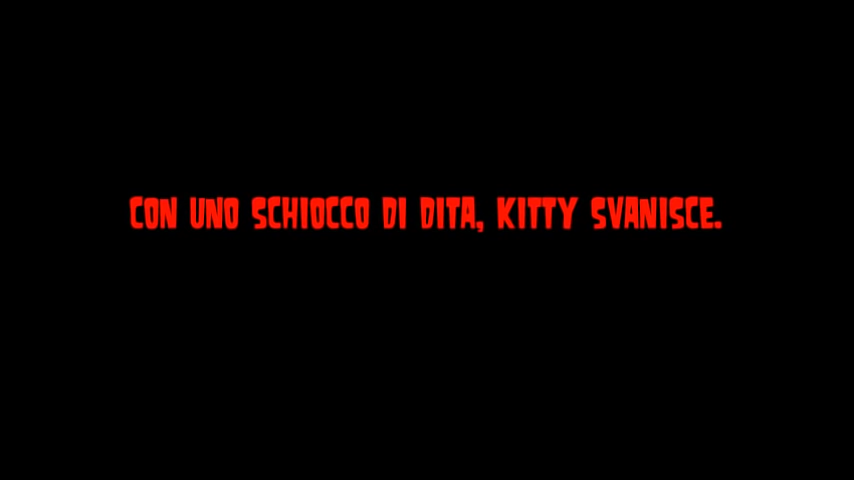 CON UNO SCHIOCCO DI DITA, KITTY SVANISCE.